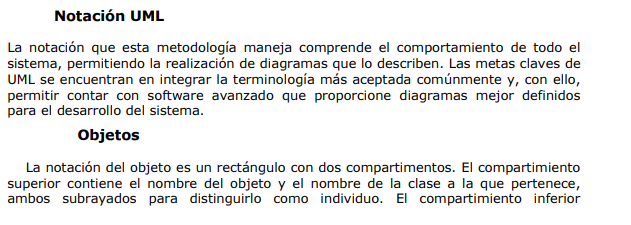 Notación UML
La notación que esta metodología maneja comprende el comportamiento de todo el
sistema, permitiendo la realización de diagramas que lo describen. Las metas claves de
UML se encuentran en integrar la terminología más aceptada comúnmente y, con ello,
permitir contar con software avanzado que proporcione diagramas mejor definidos
para el desarrollo del sistema.
Objetos
La notación del objeto es un rectángulo con dos compartimentos. El compartimiento
superior contiene el nombre del objeto y el nombre de la clase a la que pertenece,
ambos subrayados para distinguirlo como individuo. El compartimiento inferior